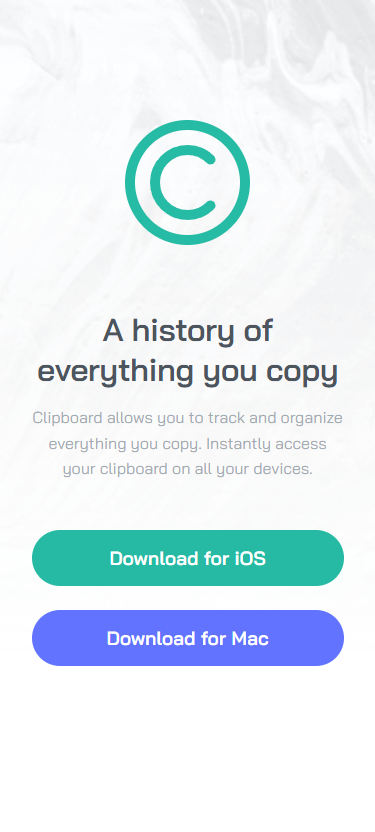 C
A history of
everything you copy
Clipboard allows you to track and organize
everything you copy. Instantly access
your clipboard on all your devices.
Download for iOS
Download for Mac